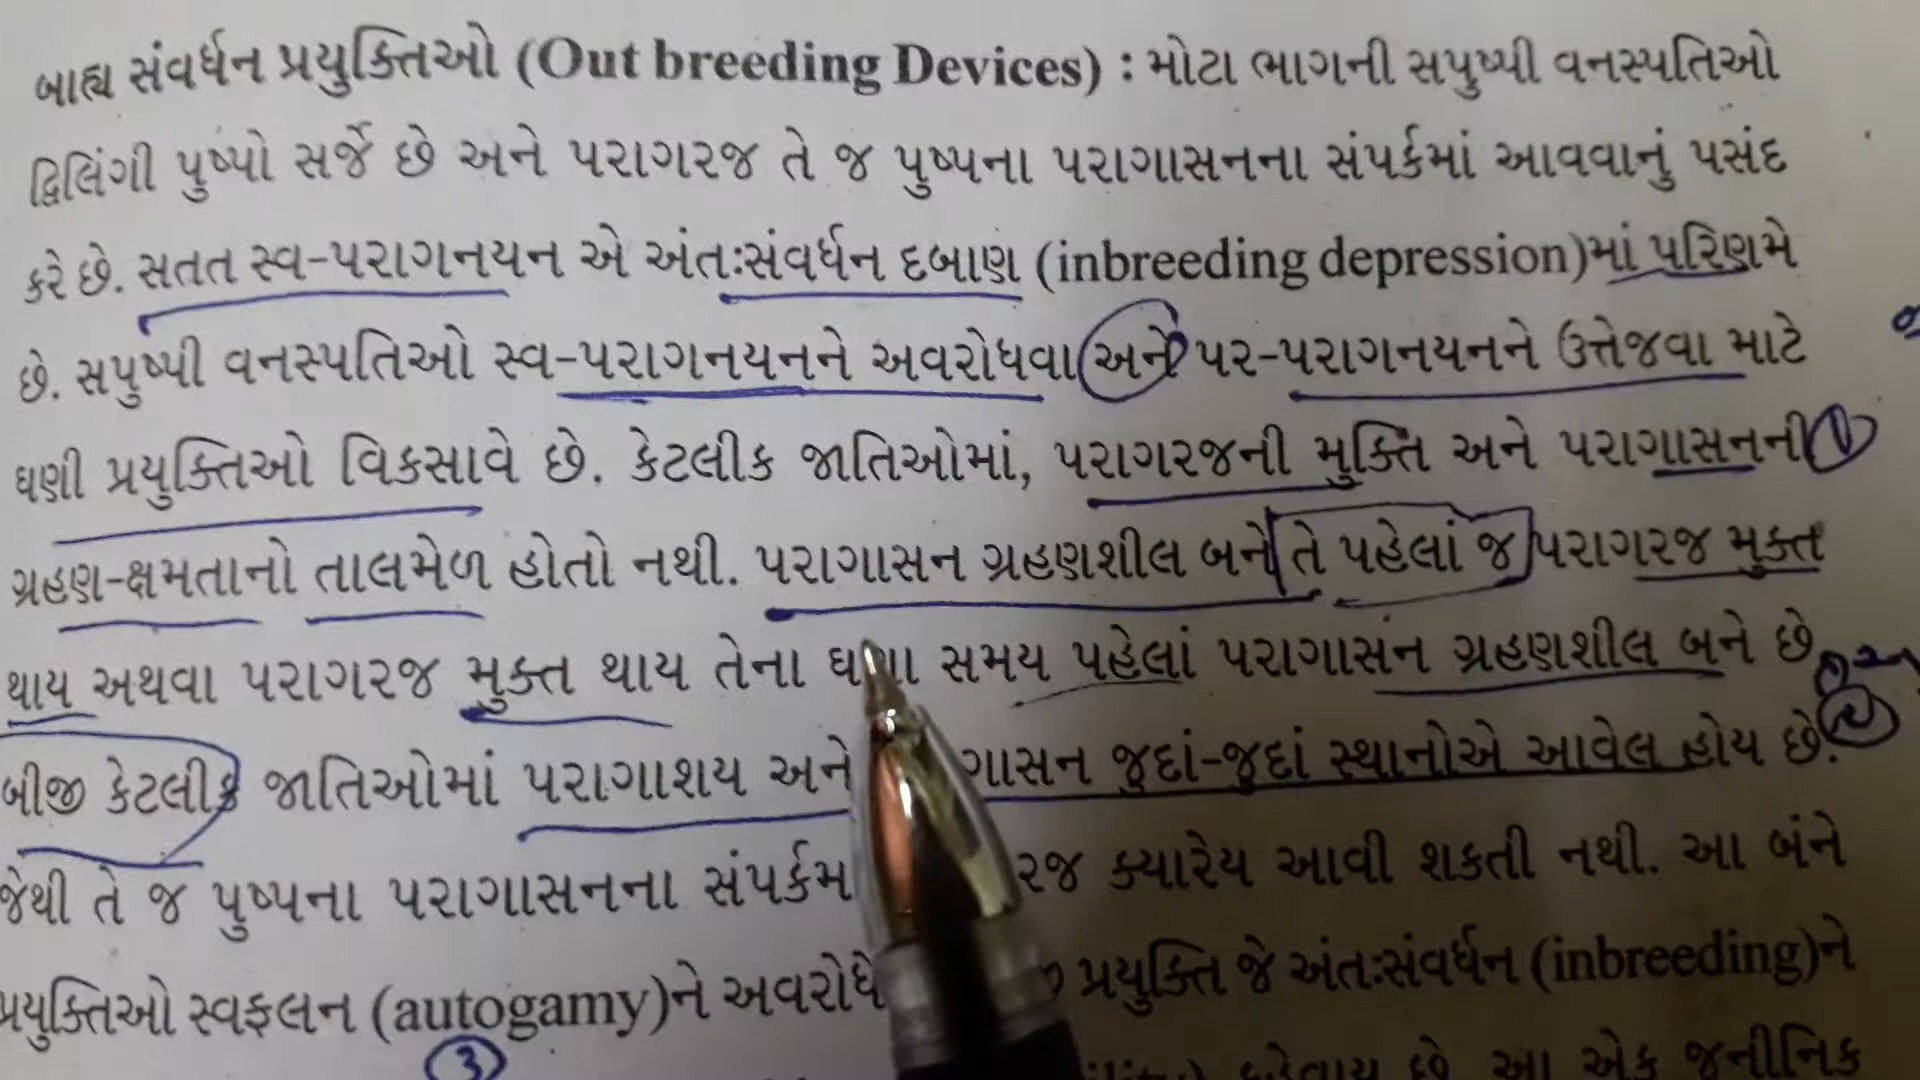 બાહ્ય સંવર્ધન પ્રયુક્તિઓ (Out breeding Devices) : મોટા ભાગની સપુષ્પી વનસ્પતિઓ
દ્વિલિંગી પુષ્પો સર્જે છે અને પરાગરજ તે જ પુષ્પના પરાગાસનના સંપર્કમાં આવવાનું પસંદ
કરે છે. સતત સ્વ-પરાગનયન એ અંતઃસંવર્ધન દબાણ (inbreeding depression)માં પરિણમે
છે. સપુષ્પી વનસ્પતિઓ સ્વ-પરાગનયનને અવરોધવા અને પર-પરાગનયનને ઉત્તેજવા માટે
ઘણી પ્રયુક્તિઓ વિકસાવે છે. કેટલીક જાતિઓમાં, પરાગરજની મુક્તિ અને પરાગાસનની
ગ્રહણ-ક્ષમતાનો તાલમેળ હોતો નથી. પરાગાસન ગ્રહણશીલ બને તે પહેલાં જ પરાગરજ મુક્ત
થાય અથવા પરાગરજ મુક્ત થાય તેના સમય પહેલાં પરાગાસન ગ્રહણશીલ બને છે
બીજી કેટલીક જાતિઓમાં પરાગાશય અને ગાસન જૂદાં-જૂદાં સ્થાનોએ આવેલ હોય છે.
જેથી તે જ પુષ્પના પરાગાસનના સંપર્કમ રજ ક્યારેય આવી શકતી નથી. આ બંને
પ્રયુક્તિઓ સ્વફલન (autogamy)ને અવરોધે પ્રયુક્તિ જે અંતઃસંવર્ધન (inbreeding)ને
૩ કહેવાય છે. આ એક જનીનિક